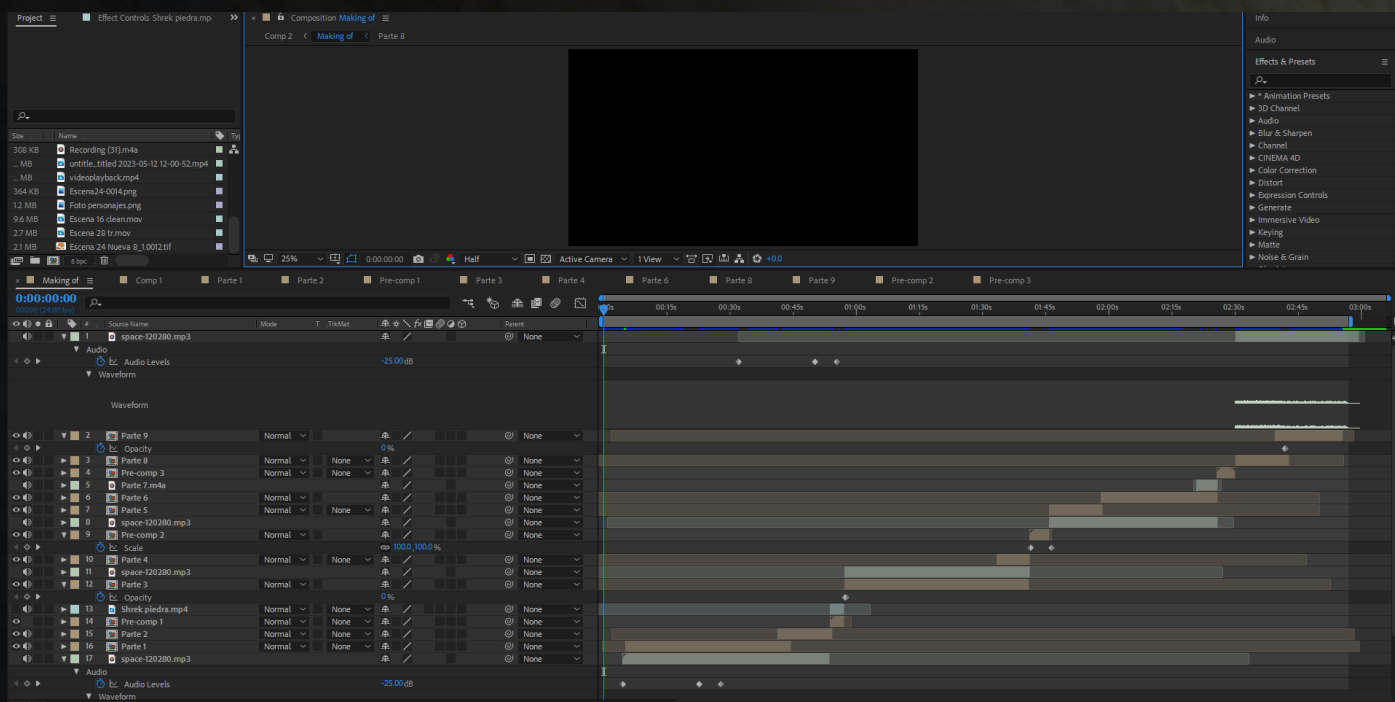 Project Effect Controls Shrek piedra.mp Composition Making of Info
Comp 2 Making of Parte 8
Audio
Effects & Presets
* Animation Presets
3D Channel
Audio
Blur & Sharpen
Channel
CINEMA 4D
Color Correction
Distort
Expression Controls
Generate
Immersive Video
Keying
Matte
Noise & Grain
Size Name Typ
308 KB Recording (31).m4a
... MB untitle...titled 2023-05-12 12-00-52.mp4
... MB videoplayback.mp4
364 KB Escena24-0014.png
1.2 MB Foto personajes.png
9.6 MB Escena 16 clean.mov
2.7 MB Escena 28 tr.mov
2.1 MB Escena 24 Nueva 8_1.0012.tif
8 bpc
25% 0:00:00:00 Half Active Camera 1 View +0.0
Making of Comp 1 Parte 1 Parte 2 Pre-comp 1 Parte 3 Parte 4 Parte 6 Parte 8 Parte 9 Pre-comp 2 Pre-comp 3
0:00:00:00
00000 (24.00 fps)
00:15s 00:30s 00:45s 01:00s 01:15s 01:30s 01:45s 02:00s 02:15s 02:30s 02:45s 03:00s
# Source Name Mode T .TrkMat fx Parent
1 space-120280.mp3 None
Audio
Audio Levels -25.00dB
Waveform
Waveform
2 Parte 9 Normal None
Opacity 0%
3 Parte 8 Normal None None
4 Pre-comp 3 Normal None None
5 Parte 7.m4a None
6 Parte 6 Normal None
7 Parte 5 Normal None None
8 space-120280.mp3 None
9 Pre-comp 2 Normal None
Scale 100.0,100.0%
10 Parte 4 Normal None None
11 space-120280.mp3 None
12 Parte 3 Normal None
Opacity 0%
13 Shrek piedra.mp4 Normal None None
14 Pre-comp 1 Normal None None
15 Parte 2 Normal None None
16 Parte 1 Normal None None
17 space-120280.mp3 None
Audio
Audio Levels -25.00dB
Waveform